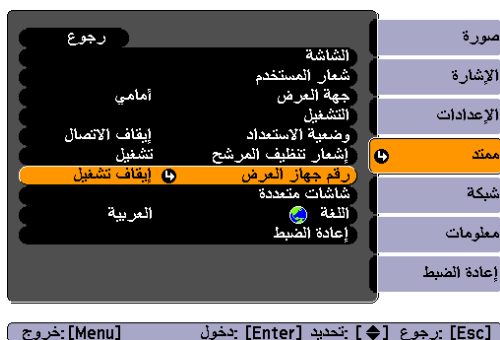 صورة
الإشارة
الإعدادات
ممتد
شبكة
معلومات
إعادة الضبط
رجوع
الشاشة
شعار المستخدم
جهة العرض أمامي
التشغيل
وضعية الاستعداد إيقاف الاتصال
إشعار تنظيف المرشح تشغيل
رقم جهاز العرض إيقاف تشغيل
شاشات متعددة
اللغة العربية
إعادة الضبط
[Esc] :رجوع [◆] :تحديد [Enter] :دخول [Menu] :خروج